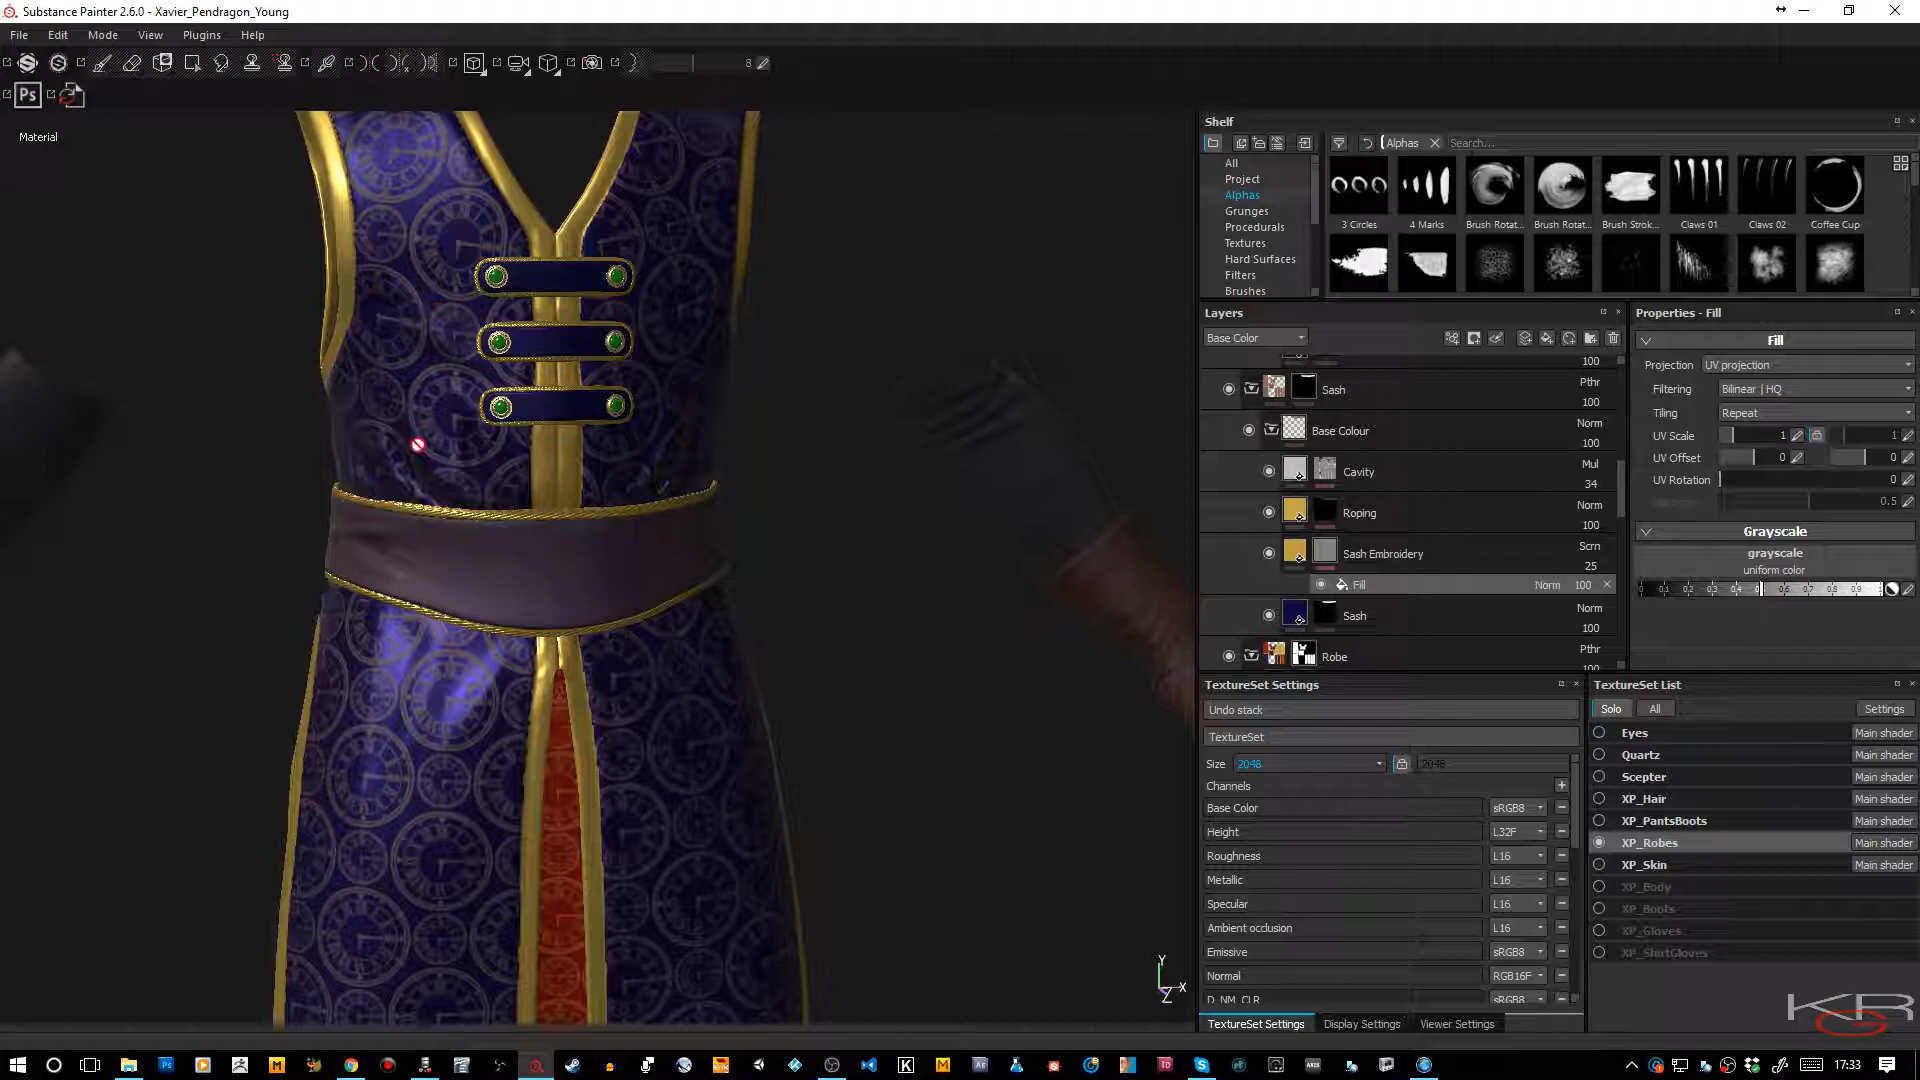 Substance Painter 2.6.0 - Xavier_Pendragon_Young
File Edit Mode View Plugins Help
8
Ps
Material
Shelf
Alphas Search...
All
Project
Alphas
Grunges
Procedurals
Textures
Hard Surfaces
Filters
Brushes
3 Circles 4 Marks Brush Rotat... Brush Rotat... Brush Strok... Claws 01 Claws 02 Coffee Cup
Layers
Base Color
100
Sash Pthr
100
Base Colour Norm
100
Cavity Mul
34
Roping Norm
100
Sash Embroidery Scrn
25
Fill Norm 100
Sash Norm
100
Robe Pthr
100
Properties - Fill
Fill
Projection UV projection
Filtering Bilinear | HQ
Tiling Repeat
UV Scale 1 1
UV Offset 0 0
UV Rotation 0
0.5
Grayscale
grayscale
uniform color
TextureSet Settings
Undo stack
TextureSet
Size 2048 2048
Channels
Base Color sRGB8
Height L32F
Roughness L16
Metallic L16
Specular L16
Ambient occlusion L16
Emissive sRGB8
Normal RGB16F
D_NM_CLR sRGB8
TextureSet Settings Display Settings Viewer Settings
TextureSet List
Solo All Settings
Eyes Main shader
Quartz Main shader
Scepter Main shader
XP_Hair Main shader
XP_PantsBoots Main shader
XP_Robes Main shader
XP_Skin Main shader
XP_Body
XP_Boots
XP_Gloves
XP_ShirtGloves
Y
X
Z
KRG
17:33